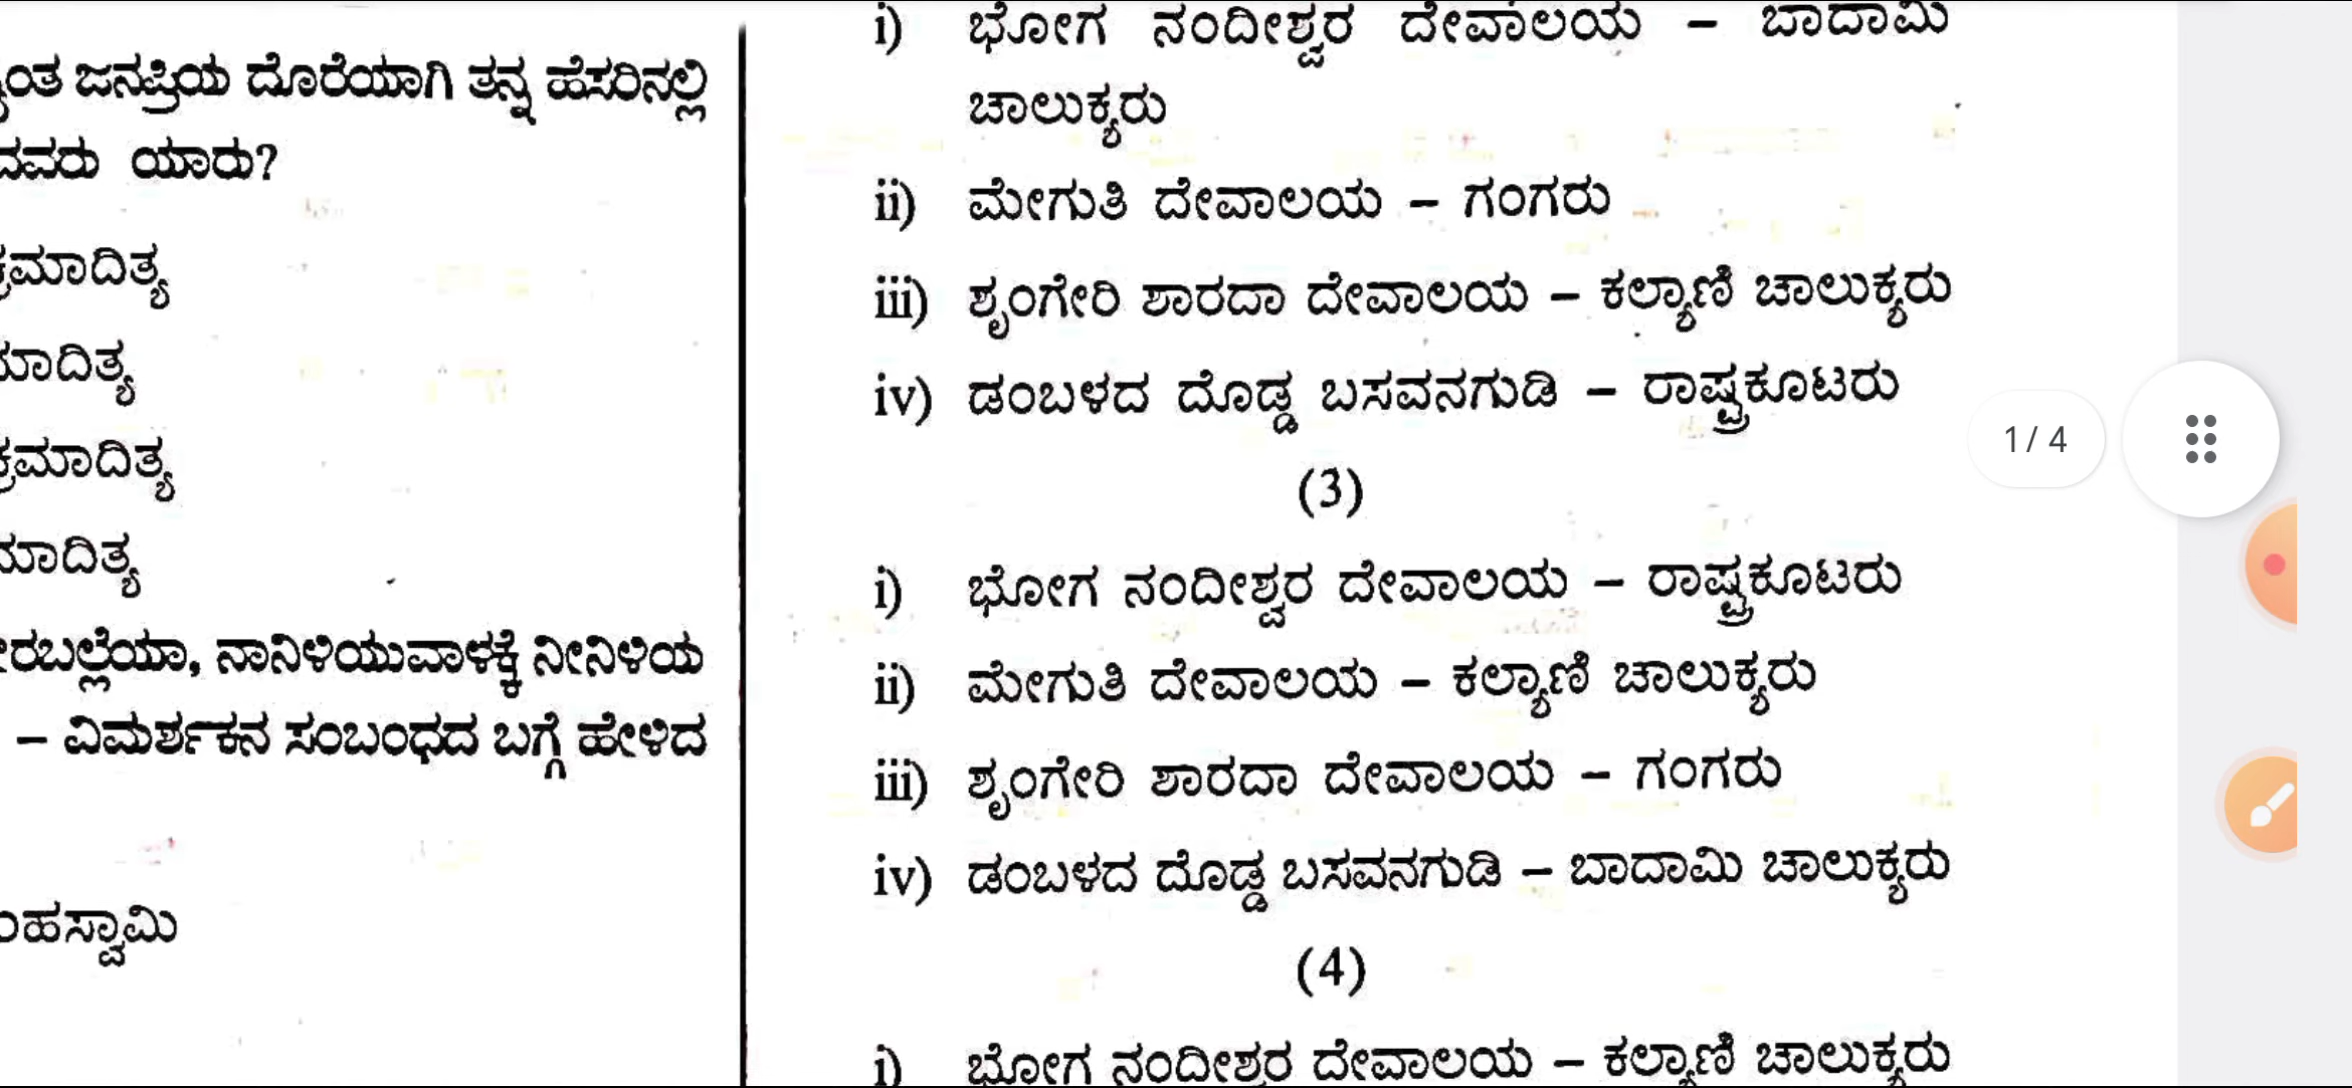 ಜನಪ್ರಿಯ ದೊರೆಯಾಗಿ ತನ್ನ ಹೆಸರಿನಲ್ಲಿ
ಯಾರು?
– ವಿಮರ್ಶಕನ ಸಂಬಂಧದ ಬಗ್ಗೆ ಹೇಳಿದ
ನಾನಿಳಿಯುವಾಳಕ್ಕೆ ನೀನಿಳಿಯ
i) ಭೋಗ ನಂದೀಶ್ವರ ದೇವಾಲಯ – ಬಾದಾಮಿ
ಚಾಲುಕ್ಯರು
ii) ಮೇಗುತಿ ದೇವಾಲಯ – ಗಂಗರು
iii) ಶೃಂಗೇರಿ ಶಾರದಾ ದೇವಾಲಯ – ಕಲ್ಯಾಣಿ ಚಾಲುಕ್ಯರು
iv) ಡಂಬಳದ ದೊಡ್ಡ ಬಸವನಗುಡಿ – ರಾಷ್ಟ್ರಕೂಟರು
(3)
i) ಭೋಗ ನಂದೀಶ್ವರ ದೇವಾಲಯ – ರಾಷ್ಟ್ರಕೂಟರು
ii) ಮೇಗುತಿ ದೇವಾಲಯ – ಕಲ್ಯಾಣಿ ಚಾಲುಕ್ಯರು
iii) ಶೃಂಗೇರಿ ಶಾರದಾ ದೇವಾಲಯ – ಗಂಗರು
iv) ಡಂಬಳದ ದೊಡ್ಡ ಬಸವನಗುಡಿ – ಬಾದಾಮಿ ಚಾಲುಕ್ಯರು
(4)
i) ಭೋಗ ನಂದೀಶ್ವರ ದೇವಾಲಯ – ಕಲ್ಯಾಣಿ ಚಾಲುಕ್ಯರು
1 / 4